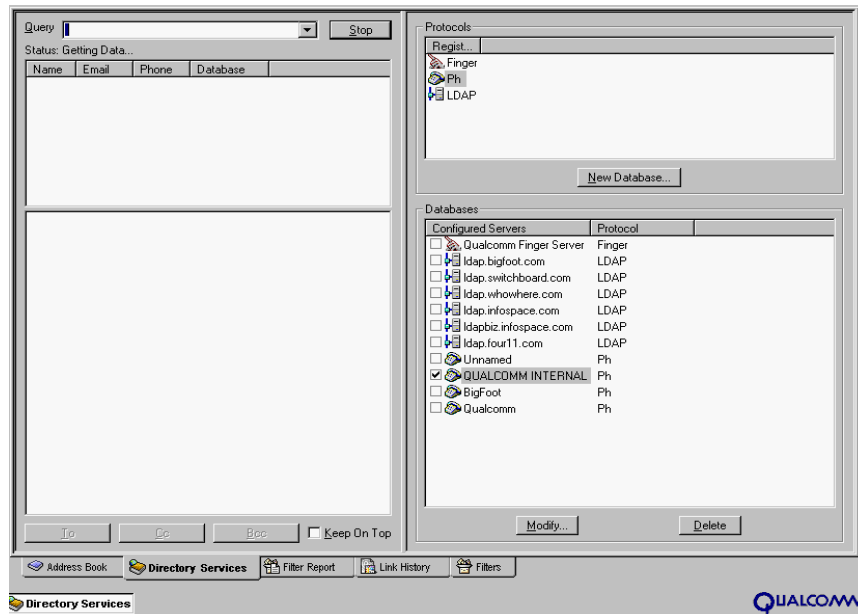 Query
Stop
Status: Getting Data...
Name Email Phone Database
To Cc Bcc Keep On Top
Protocols
Regist...
Finger
Ph
LDAP
New Database...
Databases
Configured Servers Protocol
Qualcomm Finger Server Finger
ldap.bigfoot.com LDAP
ldap.switchboard.com LDAP
ldap.whowhere.com LDAP
ldap.infospace.com LDAP
ldapbiz.infospace.com LDAP
ldap.four11.com LDAP
Unnamed Ph
QUALCOMM INTERNAL Ph
BigFoot Ph
Qualcomm Ph
Modify... Delete
Address Book Directory Services Filter Report Link History Filters
Directory Services
QUALCOMM